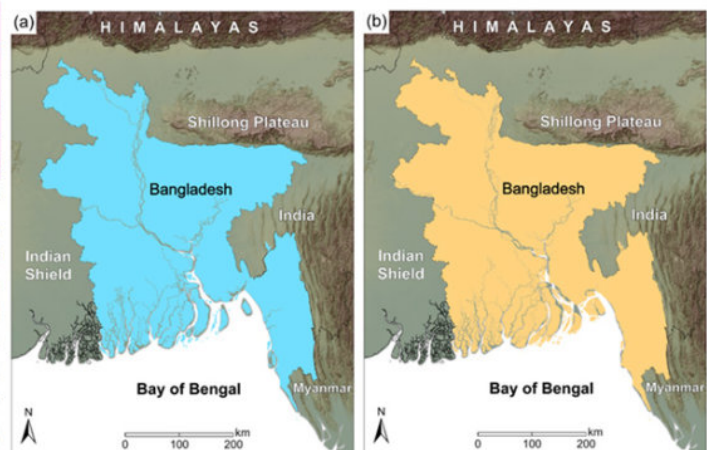 (a)
HIMALAYAS
Shillong Plateau
Bangladesh
India
Indian
Shield
Bay of Bengal
Myanmar
N
km
0 100 200
(b)
HIMALAYAS
Shillong Plateau
Bangladesh
India
Indian
Shield
Bay of Bengal
Myanmar
N
km
0 100 200